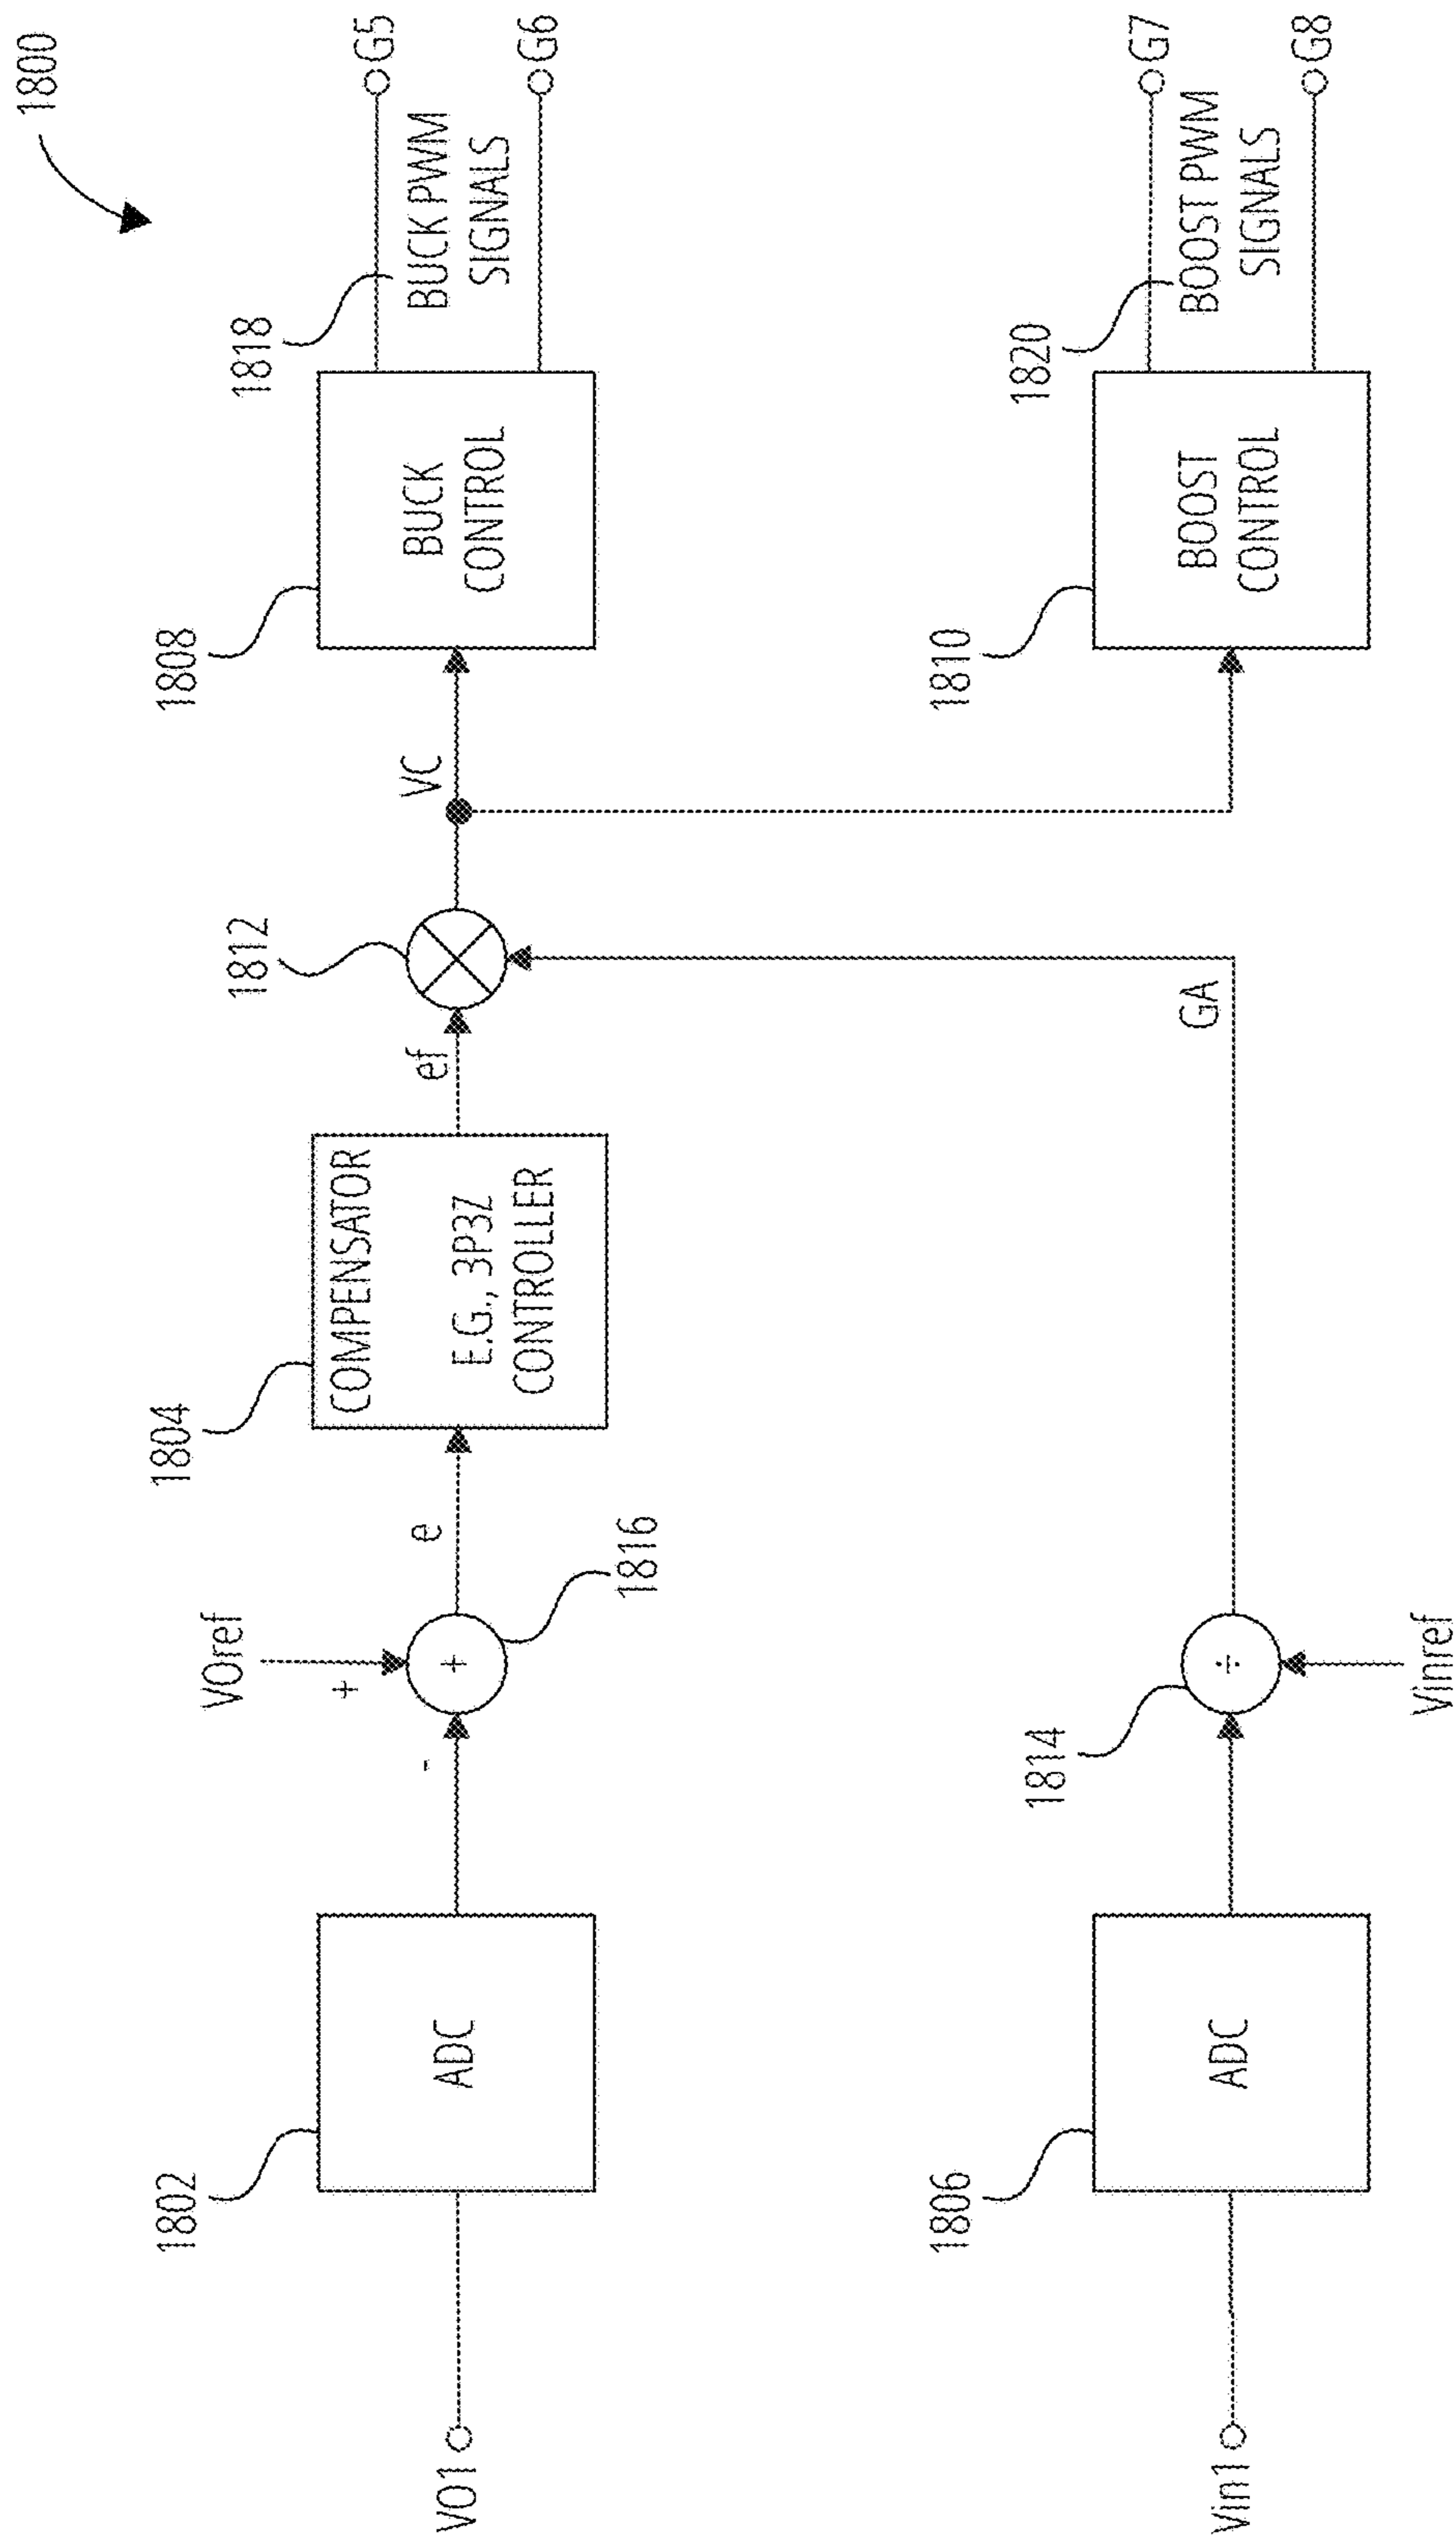 1800
1802
ADC
VO1
VOref
+
-
+
1816
e
1804
COMPENSATOR
E.G., 3P3Z
CONTROLLER
ef
1812
VC
1808
BUCK
CONTROL
1818
BUCK PWM
SIGNALS
G5
G6
1806
ADC
Vin1
1814
÷
Vinref
GA
1810
BOOST
CONTROL
1820
BOOST PWM
SIGNALS
G7
G8